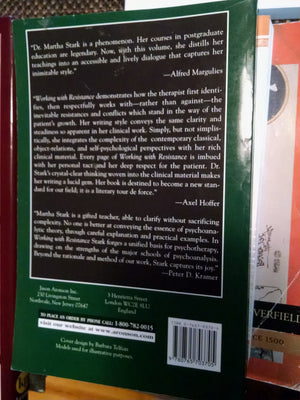 "Dr. Martha Stark is a phenomenon. Her courses in postgraduate
education are legendary. Now, with this volume, she distills her
teachings into an accessible and lively dialogue that captures her
inimitable style."
—Alfred Margulies
Working with Resistance demonstrates how the therapist first identi-
fies, then respectfully works with—rather than against—the
inevitable resistances and conflicts which stand in the way of the
patient's growth. Her writing style conveys the same clarity and
steadiness so apparent in her clinical work. Simply, but not simplis-
tically, she integrates the complexity of the contemporary classical,
object-relations, and self-psychological perspectives with her rich
clinical material. Every page of Working with Resistance is imbued
with her personal tact and her deep respect for the patient. Dr.
Stark's crystal-clear thinking woven into the clinical material makes
her writing a lucid gem. Her book is destined to become a new stan-
dard for our field; it is a literary tour de force."
—Axel Hoffer
"Martha Stark is a gifted teacher, able to clarify without sacrificing
complexity. No one is better at conveying the essence of psychoana-
lytic theory, through careful explanation and practical examples. In
Working with Resistance Stark forges a unified basis for psychotherapy,
drawing on the strengths of the major schools of psychoanalysis.
Beyond the rationale and method of our work, Stark captures its joy."
—Peter D. Kramer
Jason Aronson Inc.
230 Livingston Street
Northvale, New Jersey 07647
3 Henrietta Street
London WC2E 8LU
England
TO PLACE AN ORDER BY PHONE CALL: 1-800-782-0015
visit our website at www.aronson.com
Cover design by Barbara Telfian
Models used for illustrative purposes.
VERFIEL
CE 1500